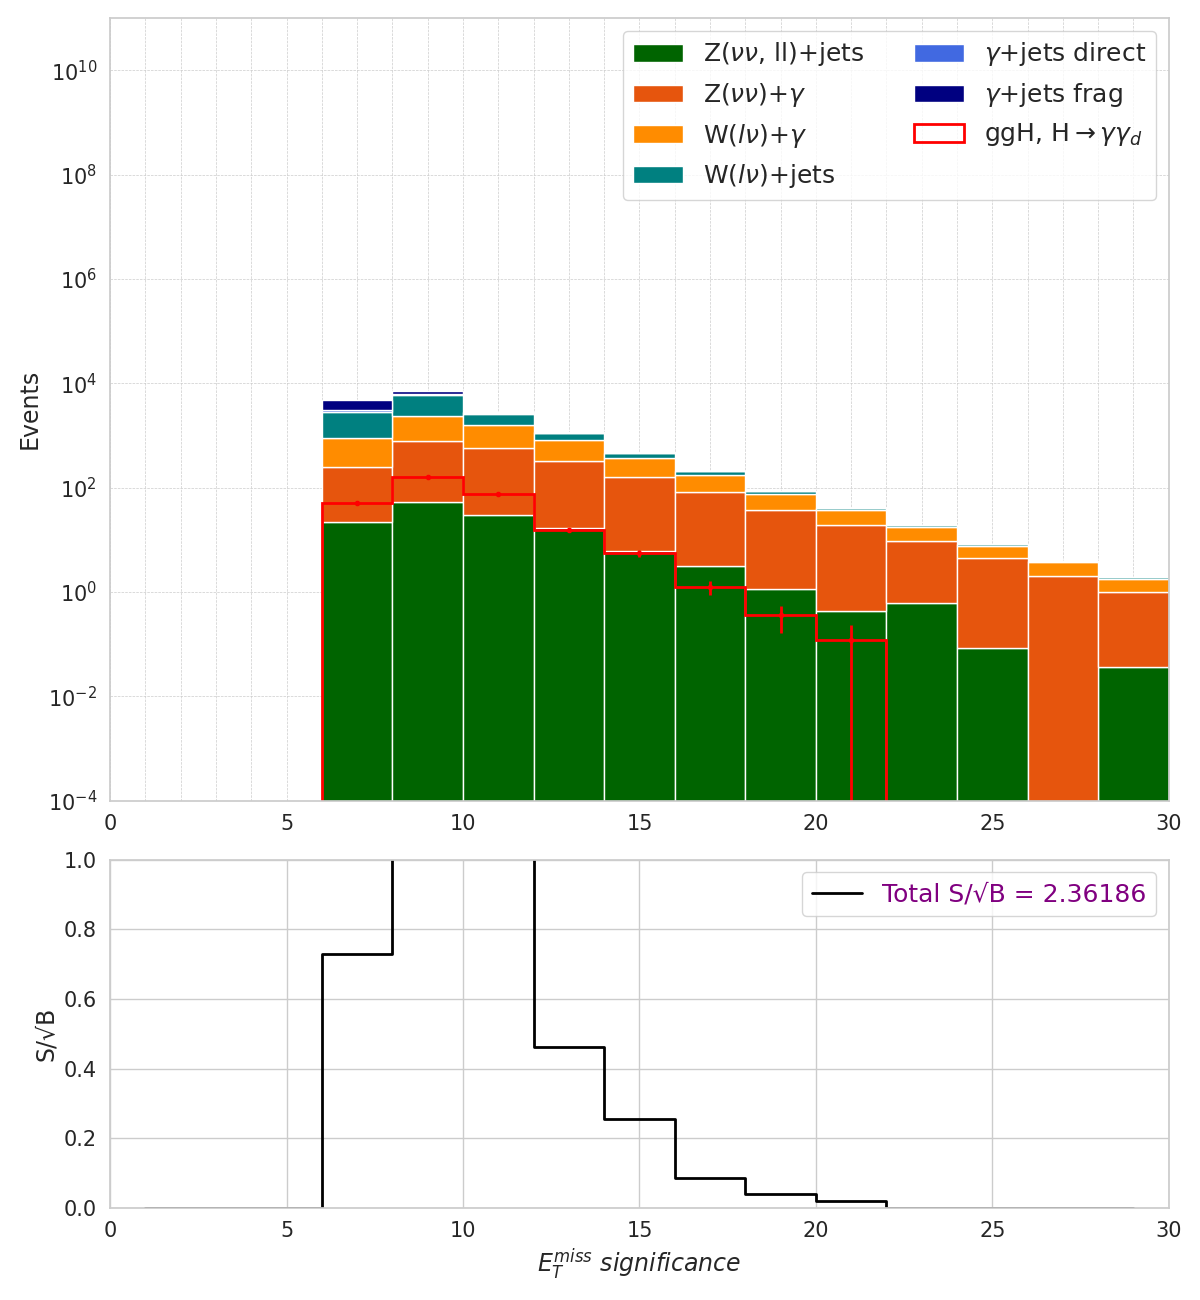 Z(νν, ll)+jets
Z(νν)+γ
W(lν)+γ
W(lν)+jets
γ+jets direct
γ+jets frag
ggH, H→γγ_d
Events
10^10
10^8
10^6
10^4
10^2
10^0
10^−2
10^−4
0 5 10 15 20 25 30
Total S/√B = 2.36186
S/√B
1.0
0.8
0.6
0.4
0.2
0.0
0 5 10 15 20 25 30
E_T^miss significance